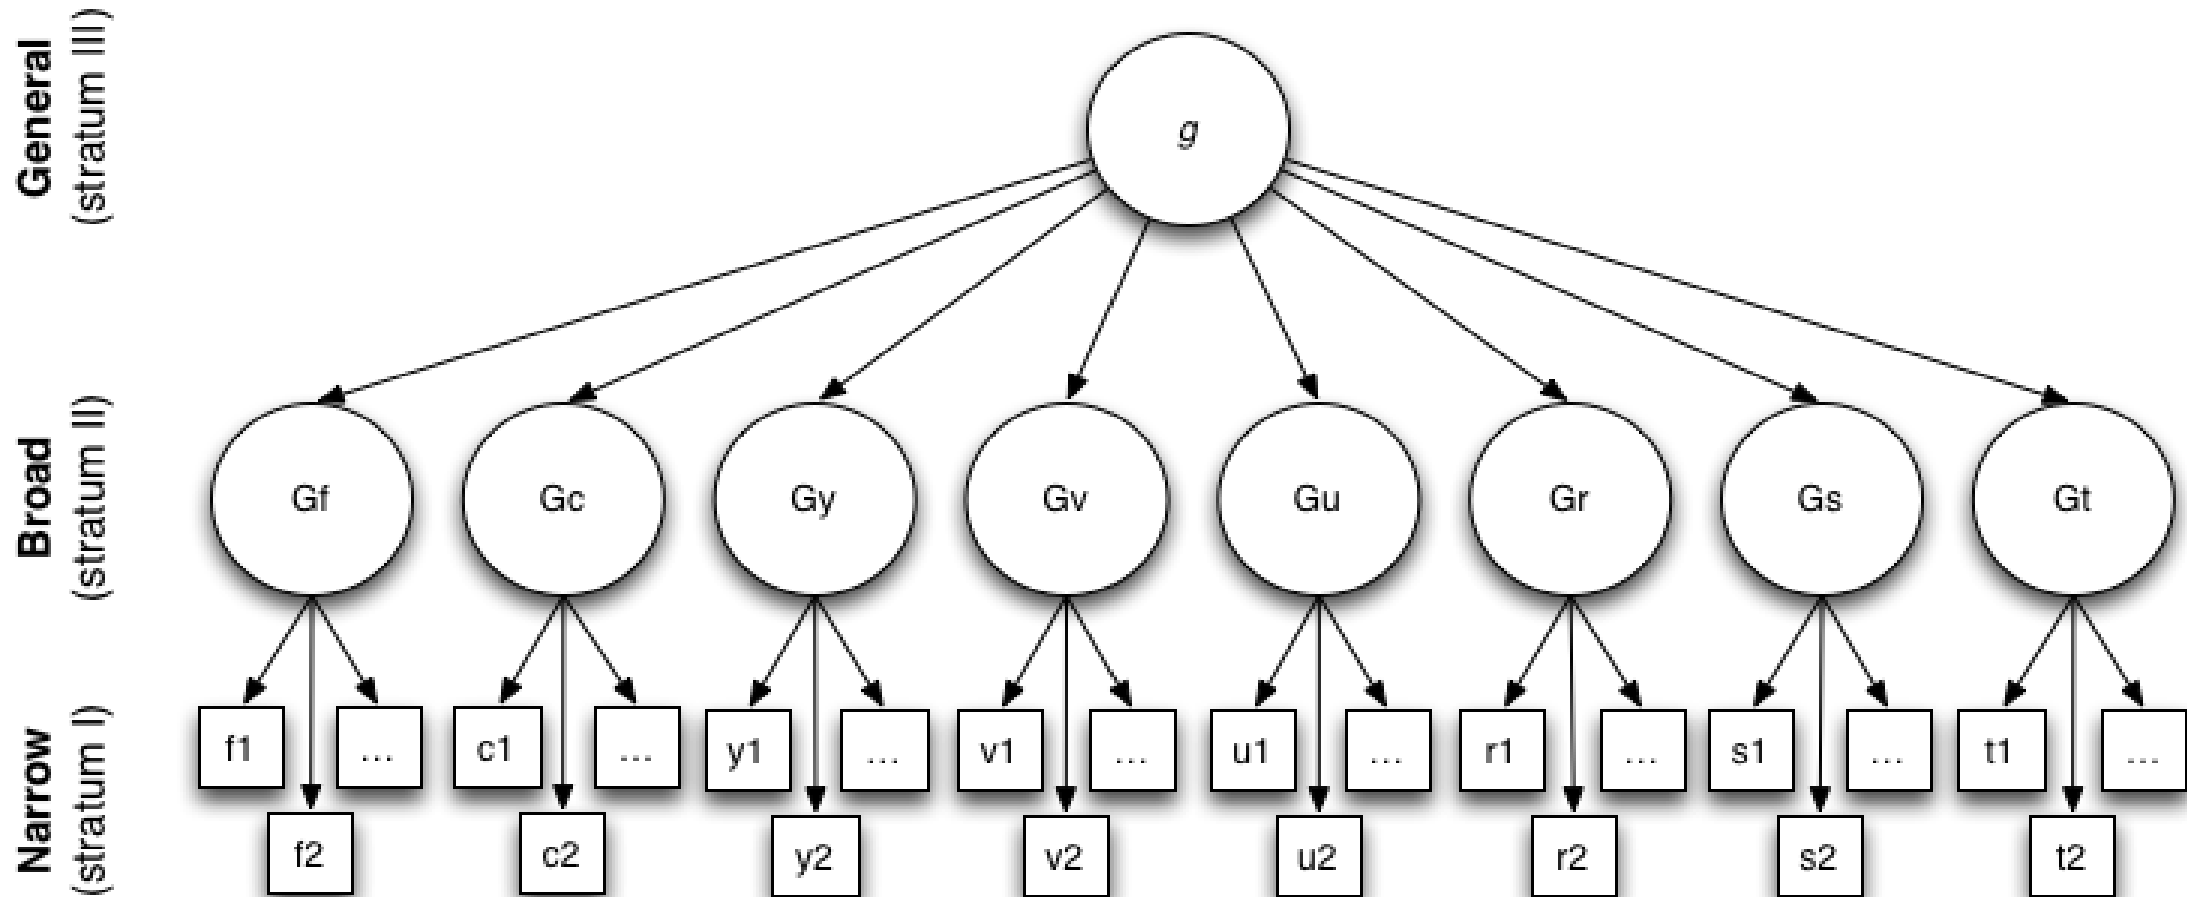 General
(stratum III)
g
Broad
(stratum II)
Gf Gc Gy Gv Gu Gr Gs Gt
Narrow
(stratum I)
f1 ... c1 ... y1 ... v1 ... u1 ... r1 ... s1 ... t1 ...
f2 c2 y2 v2 u2 r2 s2 t2